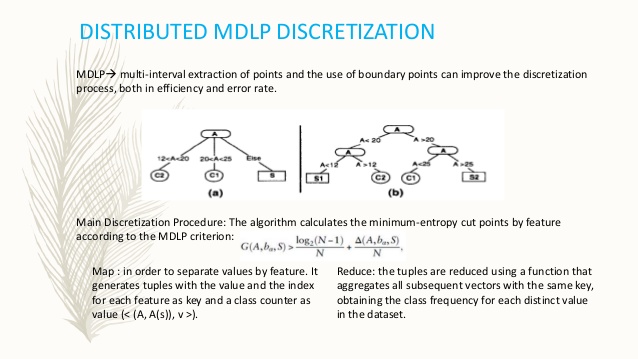 DISTRIBUTED MDLP DISCRETIZATION
MDLP→ multi-interval extraction of points and the use of boundary points can improve the discretization
process, both in efficiency and error rate.
A
12<A<20 20<A<25 Else
C2 C1 S
(a)
A
A< 20 A >20
A A
A<12 A >12 A<25 A >25
S1 C2 C1 S2
(b)
Main Discretization Procedure: The algorithm calculates the minimum-entropy cut points by feature
according to the MDLP criterion: G(A,bₐ,S) > log₂(N−1)/N + Δ(A,bₐ,S)/N,
Map : in order to separate values by feature. It
generates tuples with the value and the index
for each feature as key and a class counter as
value (< (A, A(s)), v >).
Reduce: the tuples are reduced using a function that
aggregates all subsequent vectors with the same key,
obtaining the class frequency for each distinct value
in the dataset.